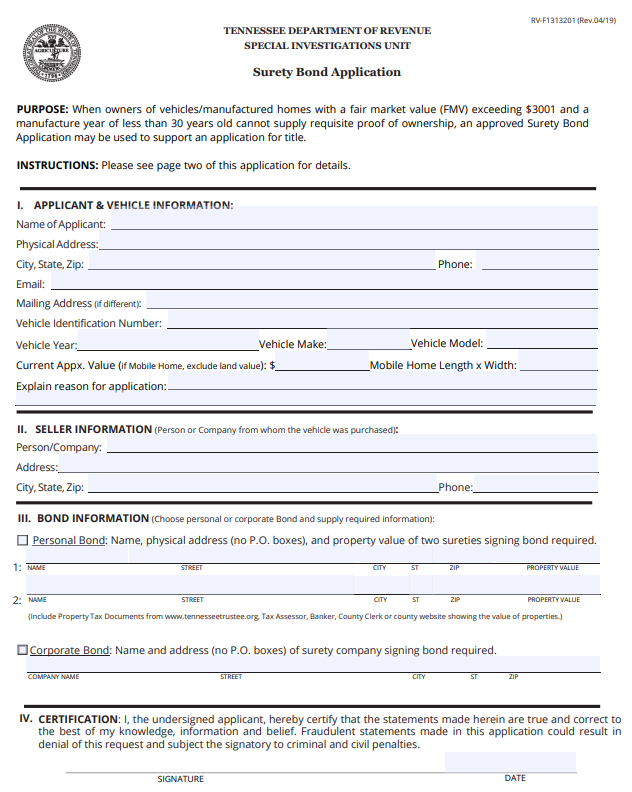 RV-F1313201 (Rev.04/19)
TENNESSEE DEPARTMENT OF REVENUE
SPECIAL INVESTIGATIONS UNIT
Surety Bond Application
AGRICULTURE
1796
PURPOSE: When owners of vehicles/manufactured homes with a fair market value (FMV) exceeding $3001 and a
manufacture year of less than 30 years old cannot supply requisite proof of ownership, an approved Surety Bond
Application may be used to support an application for title.
INSTRUCTIONS: Please see page two of this application for details.
I. APPLICANT & VEHICLE INFORMATION:
Name of Applicant:
Physical Address:
City, State, Zip: Phone:
Email:
Mailing Address (if different):
Vehicle Identification Number:
Vehicle Year: Vehicle Make: Vehicle Model:
Current Appx. Value (if Mobile Home, exclude land value): $ Mobile Home Length x Width:
Explain reason for application:
II. SELLER INFORMATION (Person or Company from whom the vehicle was purchased):
Person/Company:
Address:
City, State, Zip: Phone:
III. BOND INFORMATION (Choose personal or corporate Bond and supply required information):
Personal Bond: Name, physical address (no P.O. boxes), and property value of two sureties signing bond required.
1: NAME STREET CITY ST ZIP PROPERTY VALUE
2: NAME STREET CITY ST ZIP PROPERTY VALUE
(Include Property Tax Documents from www.tennesseetrustee.org, Tax Assessor, Banker, County Clerk or county website showing the value of properties.)
Corporate Bond: Name and address (no P.O. boxes) of surety company signing bond required.
COMPANY NAME STREET CITY ST ZIP
IV. CERTIFICATION: I, the undersigned applicant, hereby certify that the statements made herein are true and correct to
the best of my knowledge, information and belief. Fraudulent statements made in this application could result in
denial of this request and subject the signatory to criminal and civil penalties.
SIGNATURE DATE